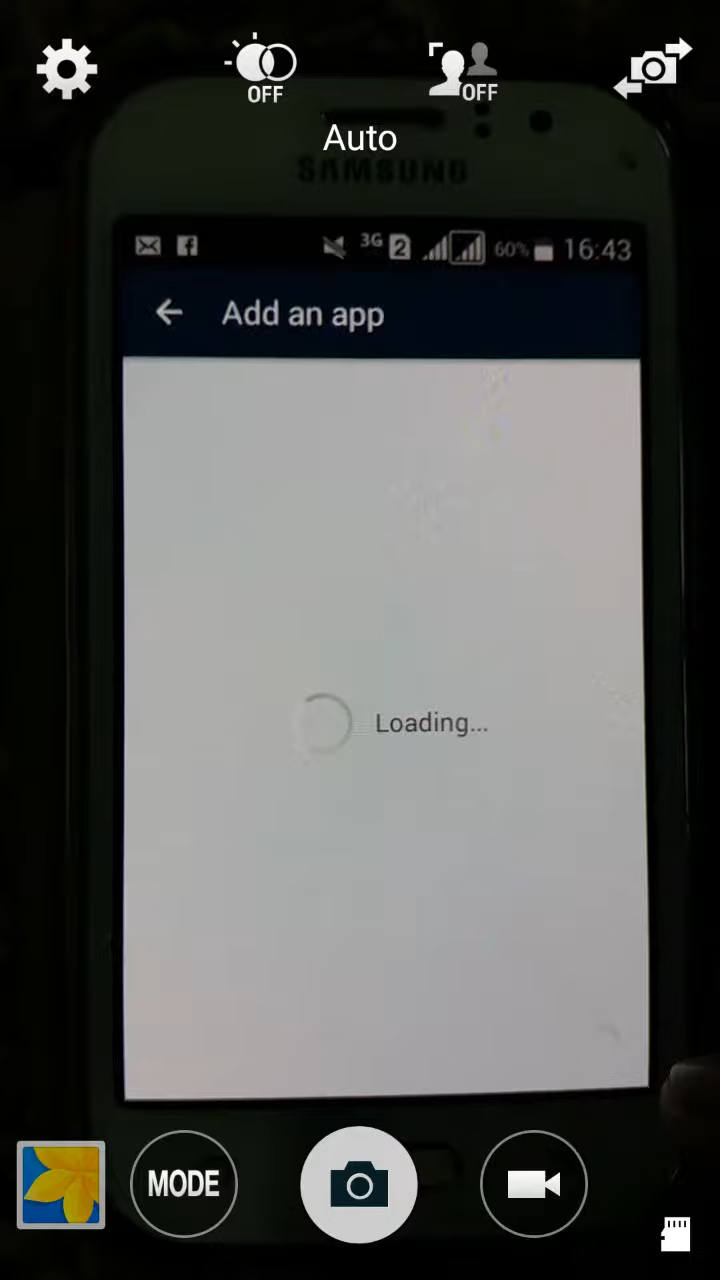 OFF
OFF
Auto
SAMSUNG
3G 2 60% 16:43
Add an app
Loading...
MODE